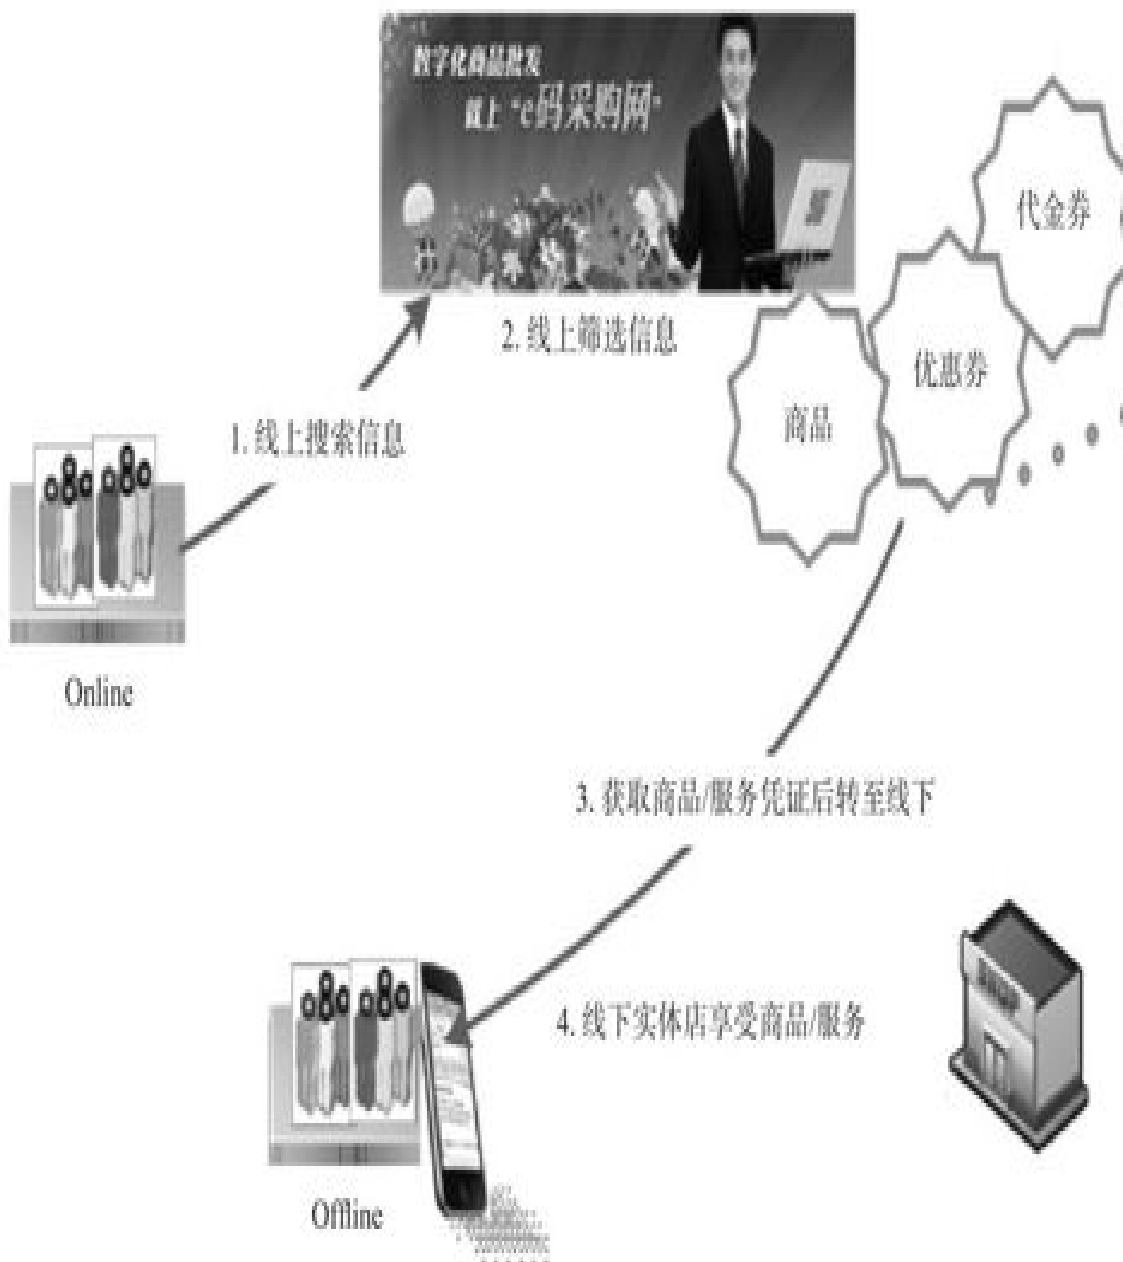 数字化商品批发
就上“e码采购网”
代金券
2. 线上筛选信息
优惠券
商品
1. 线上搜索信息
Online
3. 获取商品/服务凭证后转至线下
4. 线下实体店享受商品/服务
Offline